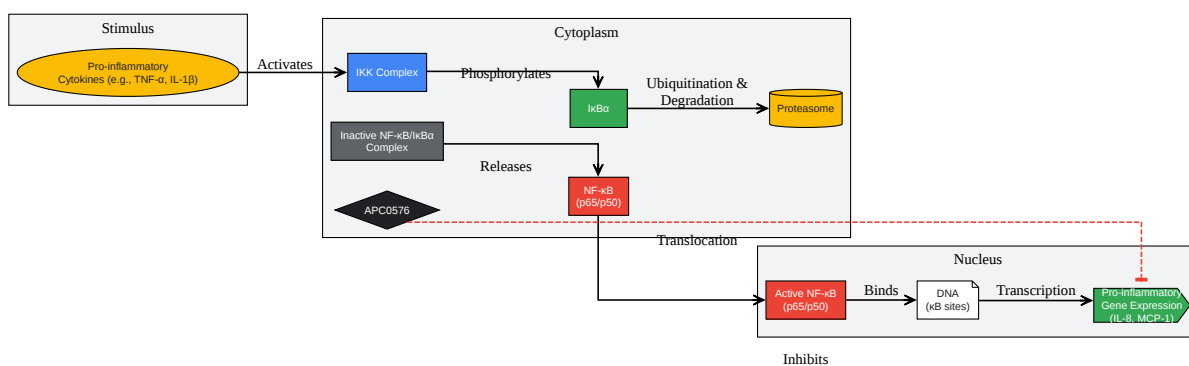 Stimulus
Pro-inflammatory
Cytokines (e.g., TNF-α, IL-1β)
Activates
Cytoplasm
IKK Complex
Phosphorylates
IκBα
Ubiquitination &
Degradation
Proteasome
Inactive NF-κB/IκBα
Complex
Releases
NF-κB
(p65/p50)
APC0576
Translocation
Nucleus
Active NF-κB
(p65/p50)
Binds
DNA
(κB sites)
Transcription
Pro-inflammatory
Gene Expression
(IL-8, MCP-1)
Inhibits